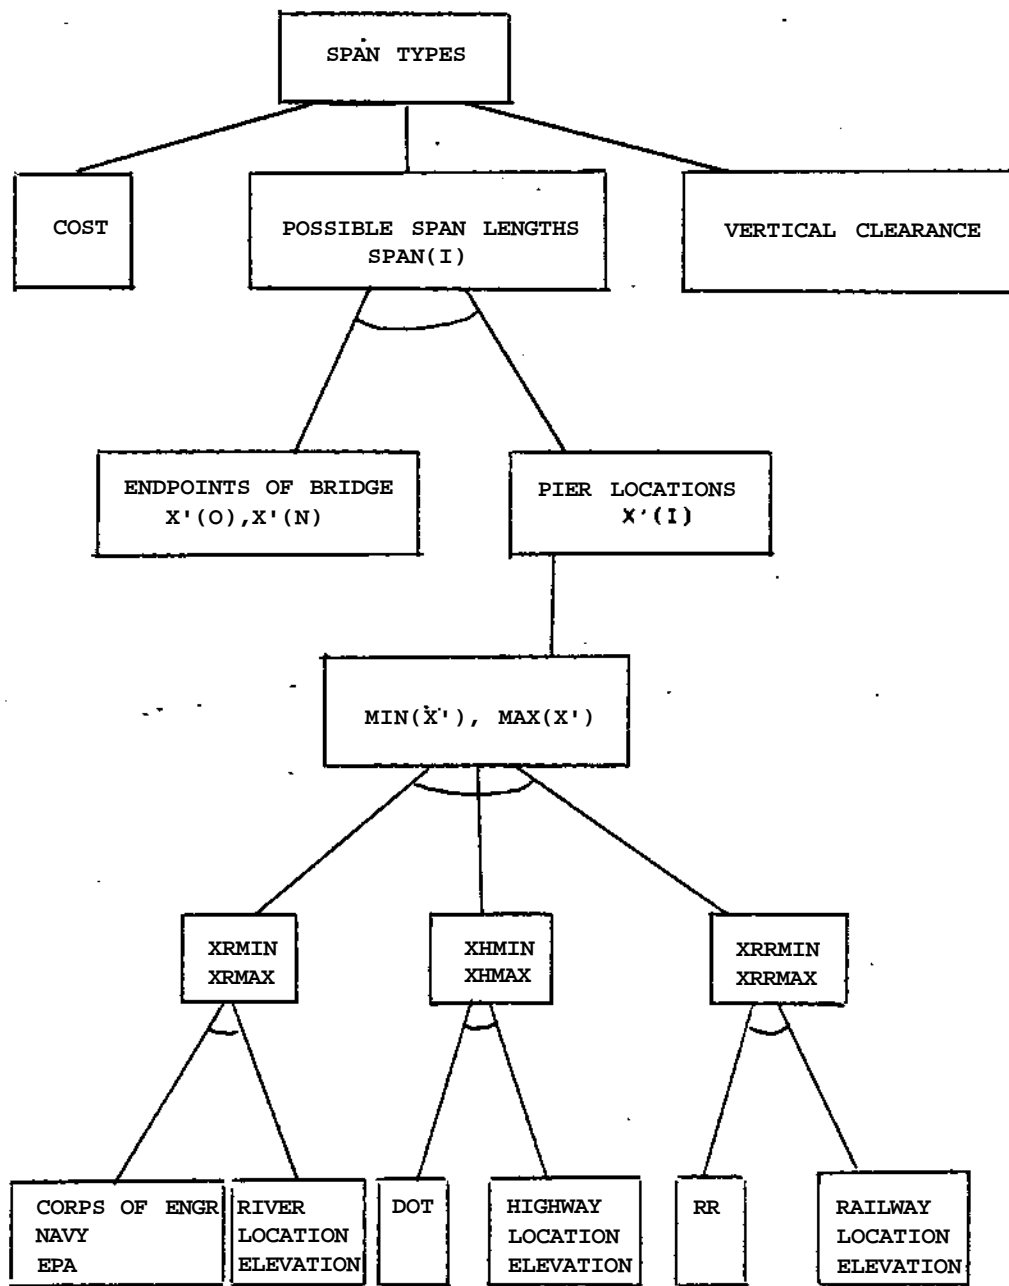 SPAN TYPES
COST
POSSIBLE SPAN LENGTHS
SPAN(I)
VERTICAL CLEARANCE
ENDPOINTS OF BRIDGE
X'(O),X'(N)
PIER LOCATIONS
X'(I)
MIN(X'), MAX(X')
XRMIN
XRMAX
XHMIN
XHMAX
XRRMIN
XRRMAX
CORPS OF ENGR
NAVY
EPA
RIVER
LOCATION
ELEVATION
DOT
HIGHWAY
LOCATION
ELEVATION
RR
RAILWAY
LOCATION
ELEVATION